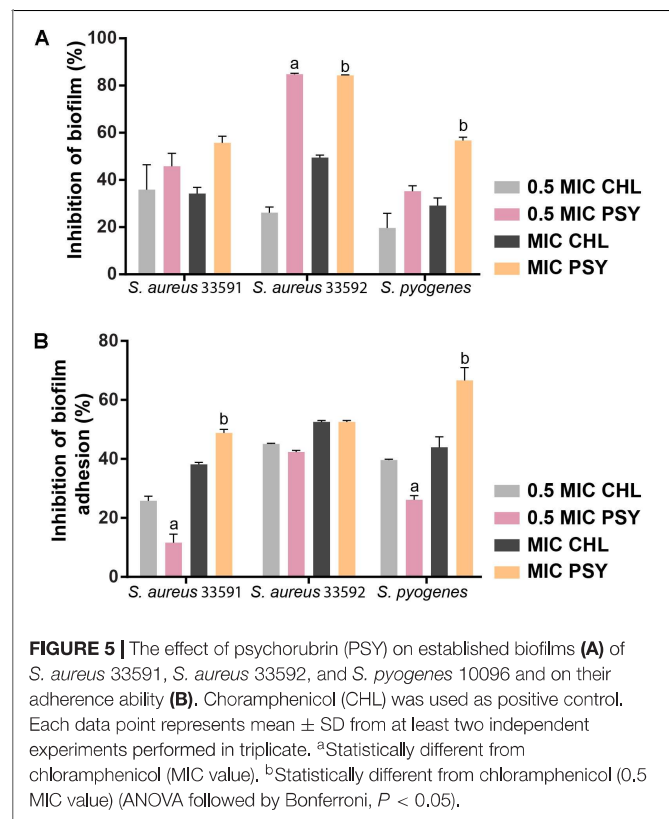 A
Inhibition of biofilm (%)
100
80
60
40
20
0
a
b
b
S. aureus 33591
S. aureus 33592
S. pyogenes
0.5 MIC CHL
0.5 MIC PSY
MIC CHL
MIC PSY
B
Inhibition of biofilm
adhesion (%)
80
60
40
20
0
a
b
a
b
S. aureus 33591
S. aureus 33592
S. pyogenes
0.5 MIC CHL
0.5 MIC PSY
MIC CHL
MIC PSY
FIGURE 5 | The effect of psychorubrin (PSY) on established biofilms (A) of
S. aureus 33591, S. aureus 33592, and S. pyogenes 10096 and on their
adherence ability (B). Choramphenicol (CHL) was used as positive control.
Each data point represents mean ± SD from at least two independent
experiments performed in triplicate. aStatistically different from
chloramphenicol (MIC value). bStatistically different from chloramphenicol (0.5
MIC value) (ANOVA followed by Bonferroni, P < 0.05).